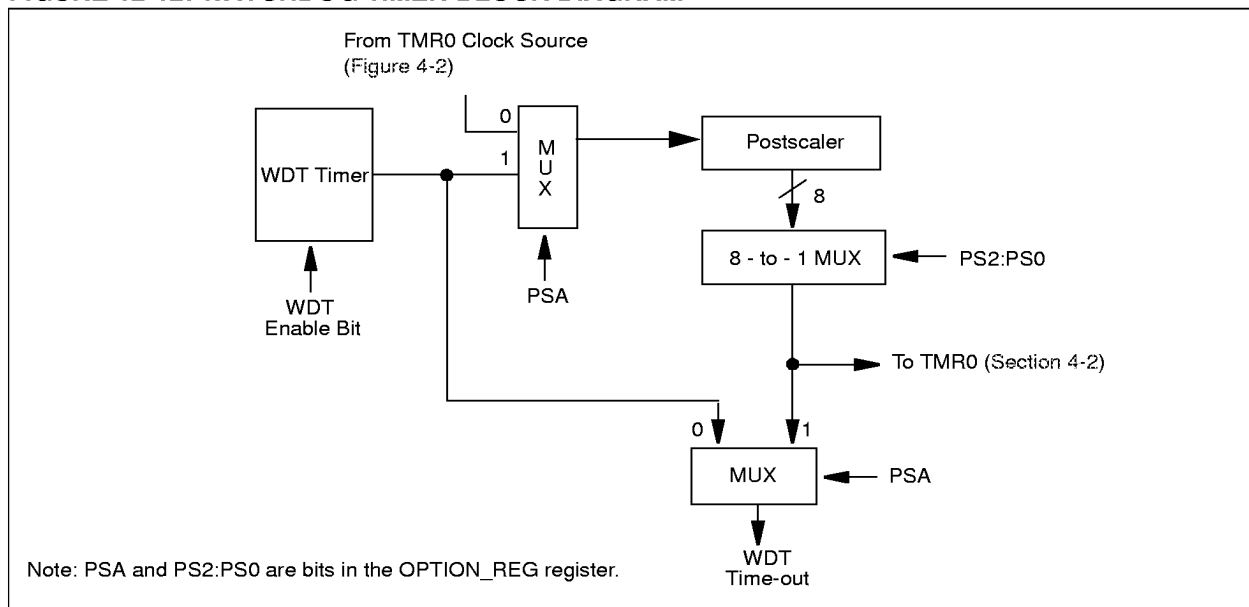 From TMR0 Clock Source
(Figure 4-2)
0
1
M
U
X
WDT Timer
Postscaler
8
8 - to - 1 MUX
PS2:PS0
PSA
WDT
Enable Bit
To TMR0 (Section 4-2)
0
1
MUX
PSA
WDT
Time-out
Note: PSA and PS2:PS0 are bits in the OPTION_REG register.